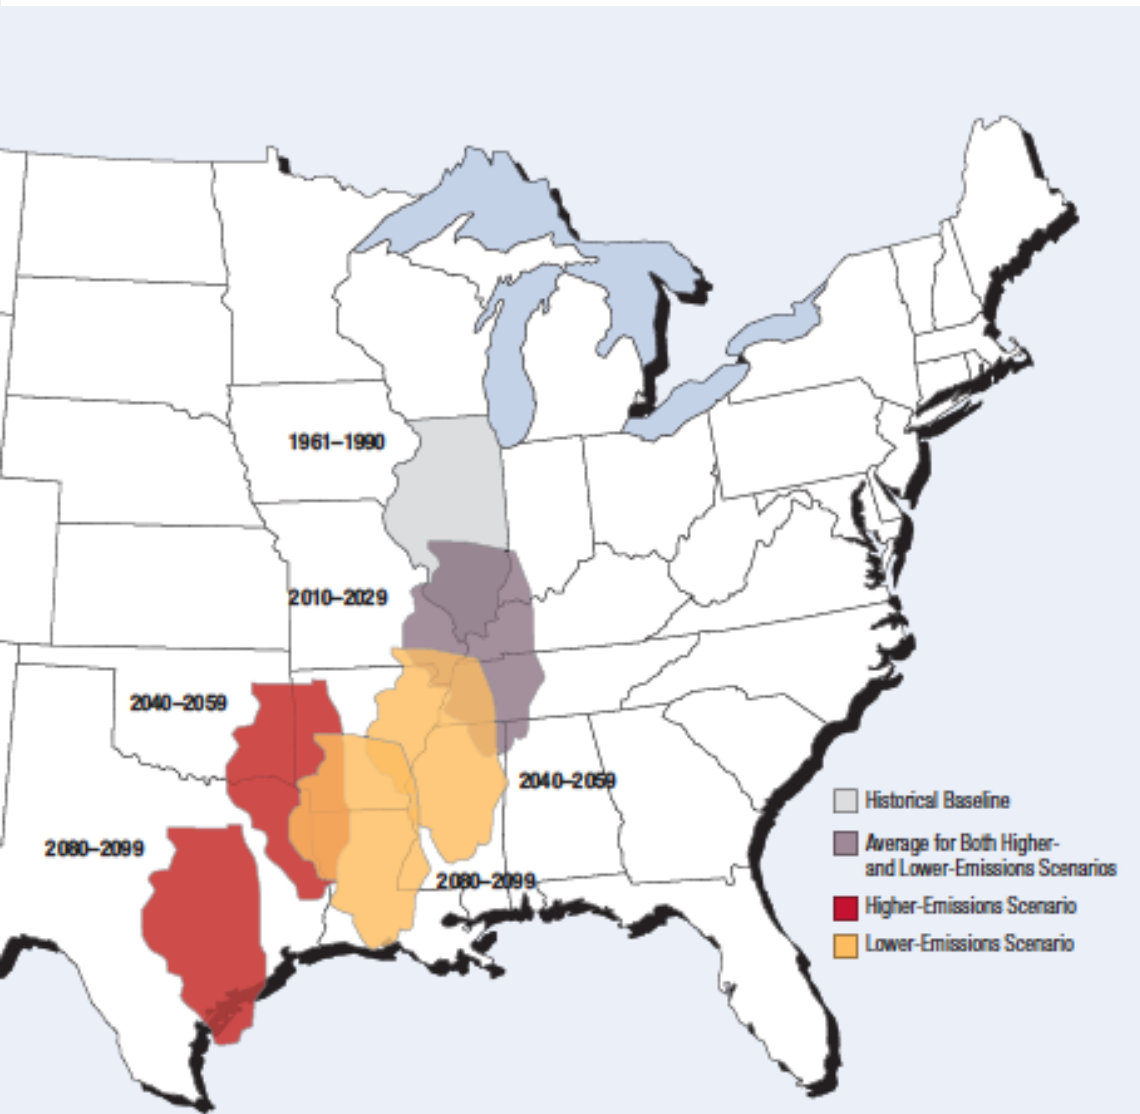 1961–1990
2010–2029
2040–2059
2040–2059
2080–2099
2080–2099
Historical Baseline
Average for Both Higher-
and Lower-Emissions Scenarios
Higher-Emissions Scenario
Lower-Emissions Scenario